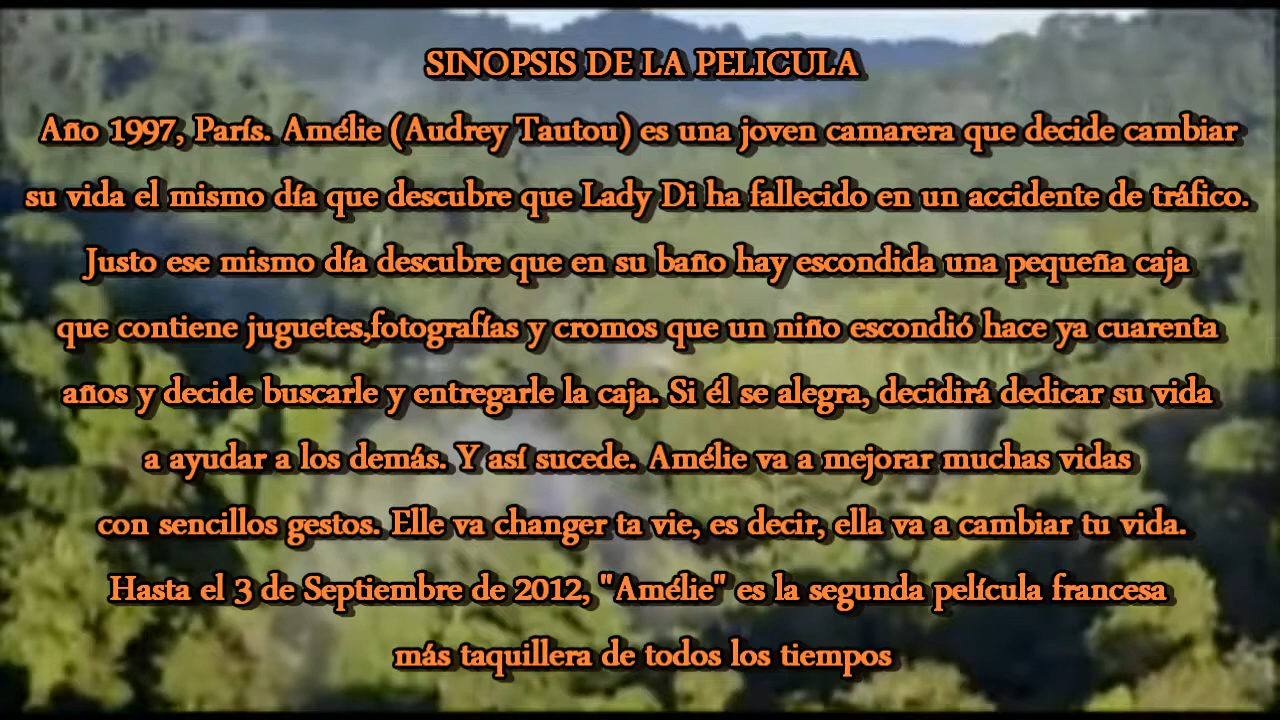 SINOPSIS DE LA PELICULA
Año 1997, París. Amélie (Audrey Tautou) es una joven camarera que decide cambiar
su vida el mismo día que descubre que Lady Di ha fallecido en un accidente de tráfico.
Justo ese mismo día descubre que en su baño hay escondida una pequeña caja
que contiene juguetes,fotografías y cromos que un niño escondió hace ya cuarenta
años y decide buscarle y entregarle la caja. Si él se alegra, decidirá dedicar su vida
a ayudar a los demás. Y así sucede. Amélie va a mejorar muchas vidas
con sencillos gestos. Elle va changer ta vie, es decir, ella va a cambiar tu vida.
Hasta el 3 de Septiembre de 2012, "Amélie" es la segunda película francesa
más taquillera de todos los tiempos